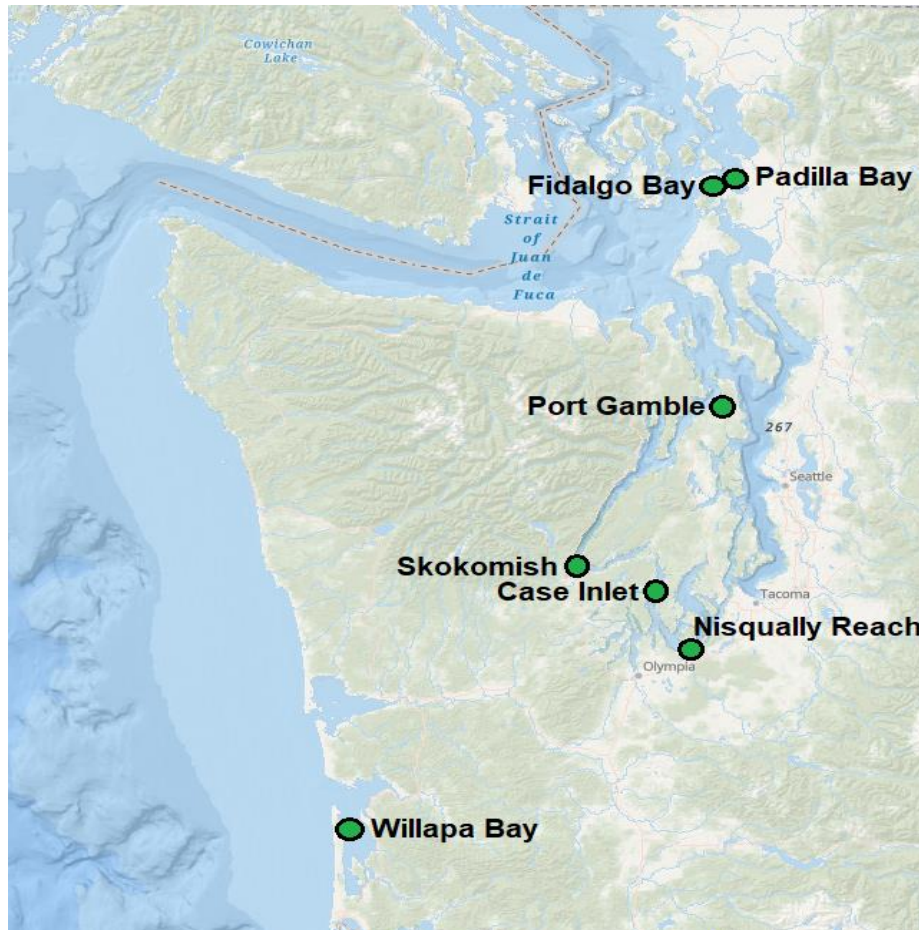 Cowichan
Lake
Fidalgo Bay
Padilla Bay
Strait
of
Juan
de
Fuca
Port Gamble
267
Seattle
Skokomish
Case Inlet
Tacoma
Nisqually Reach
Olympia
Willapa Bay